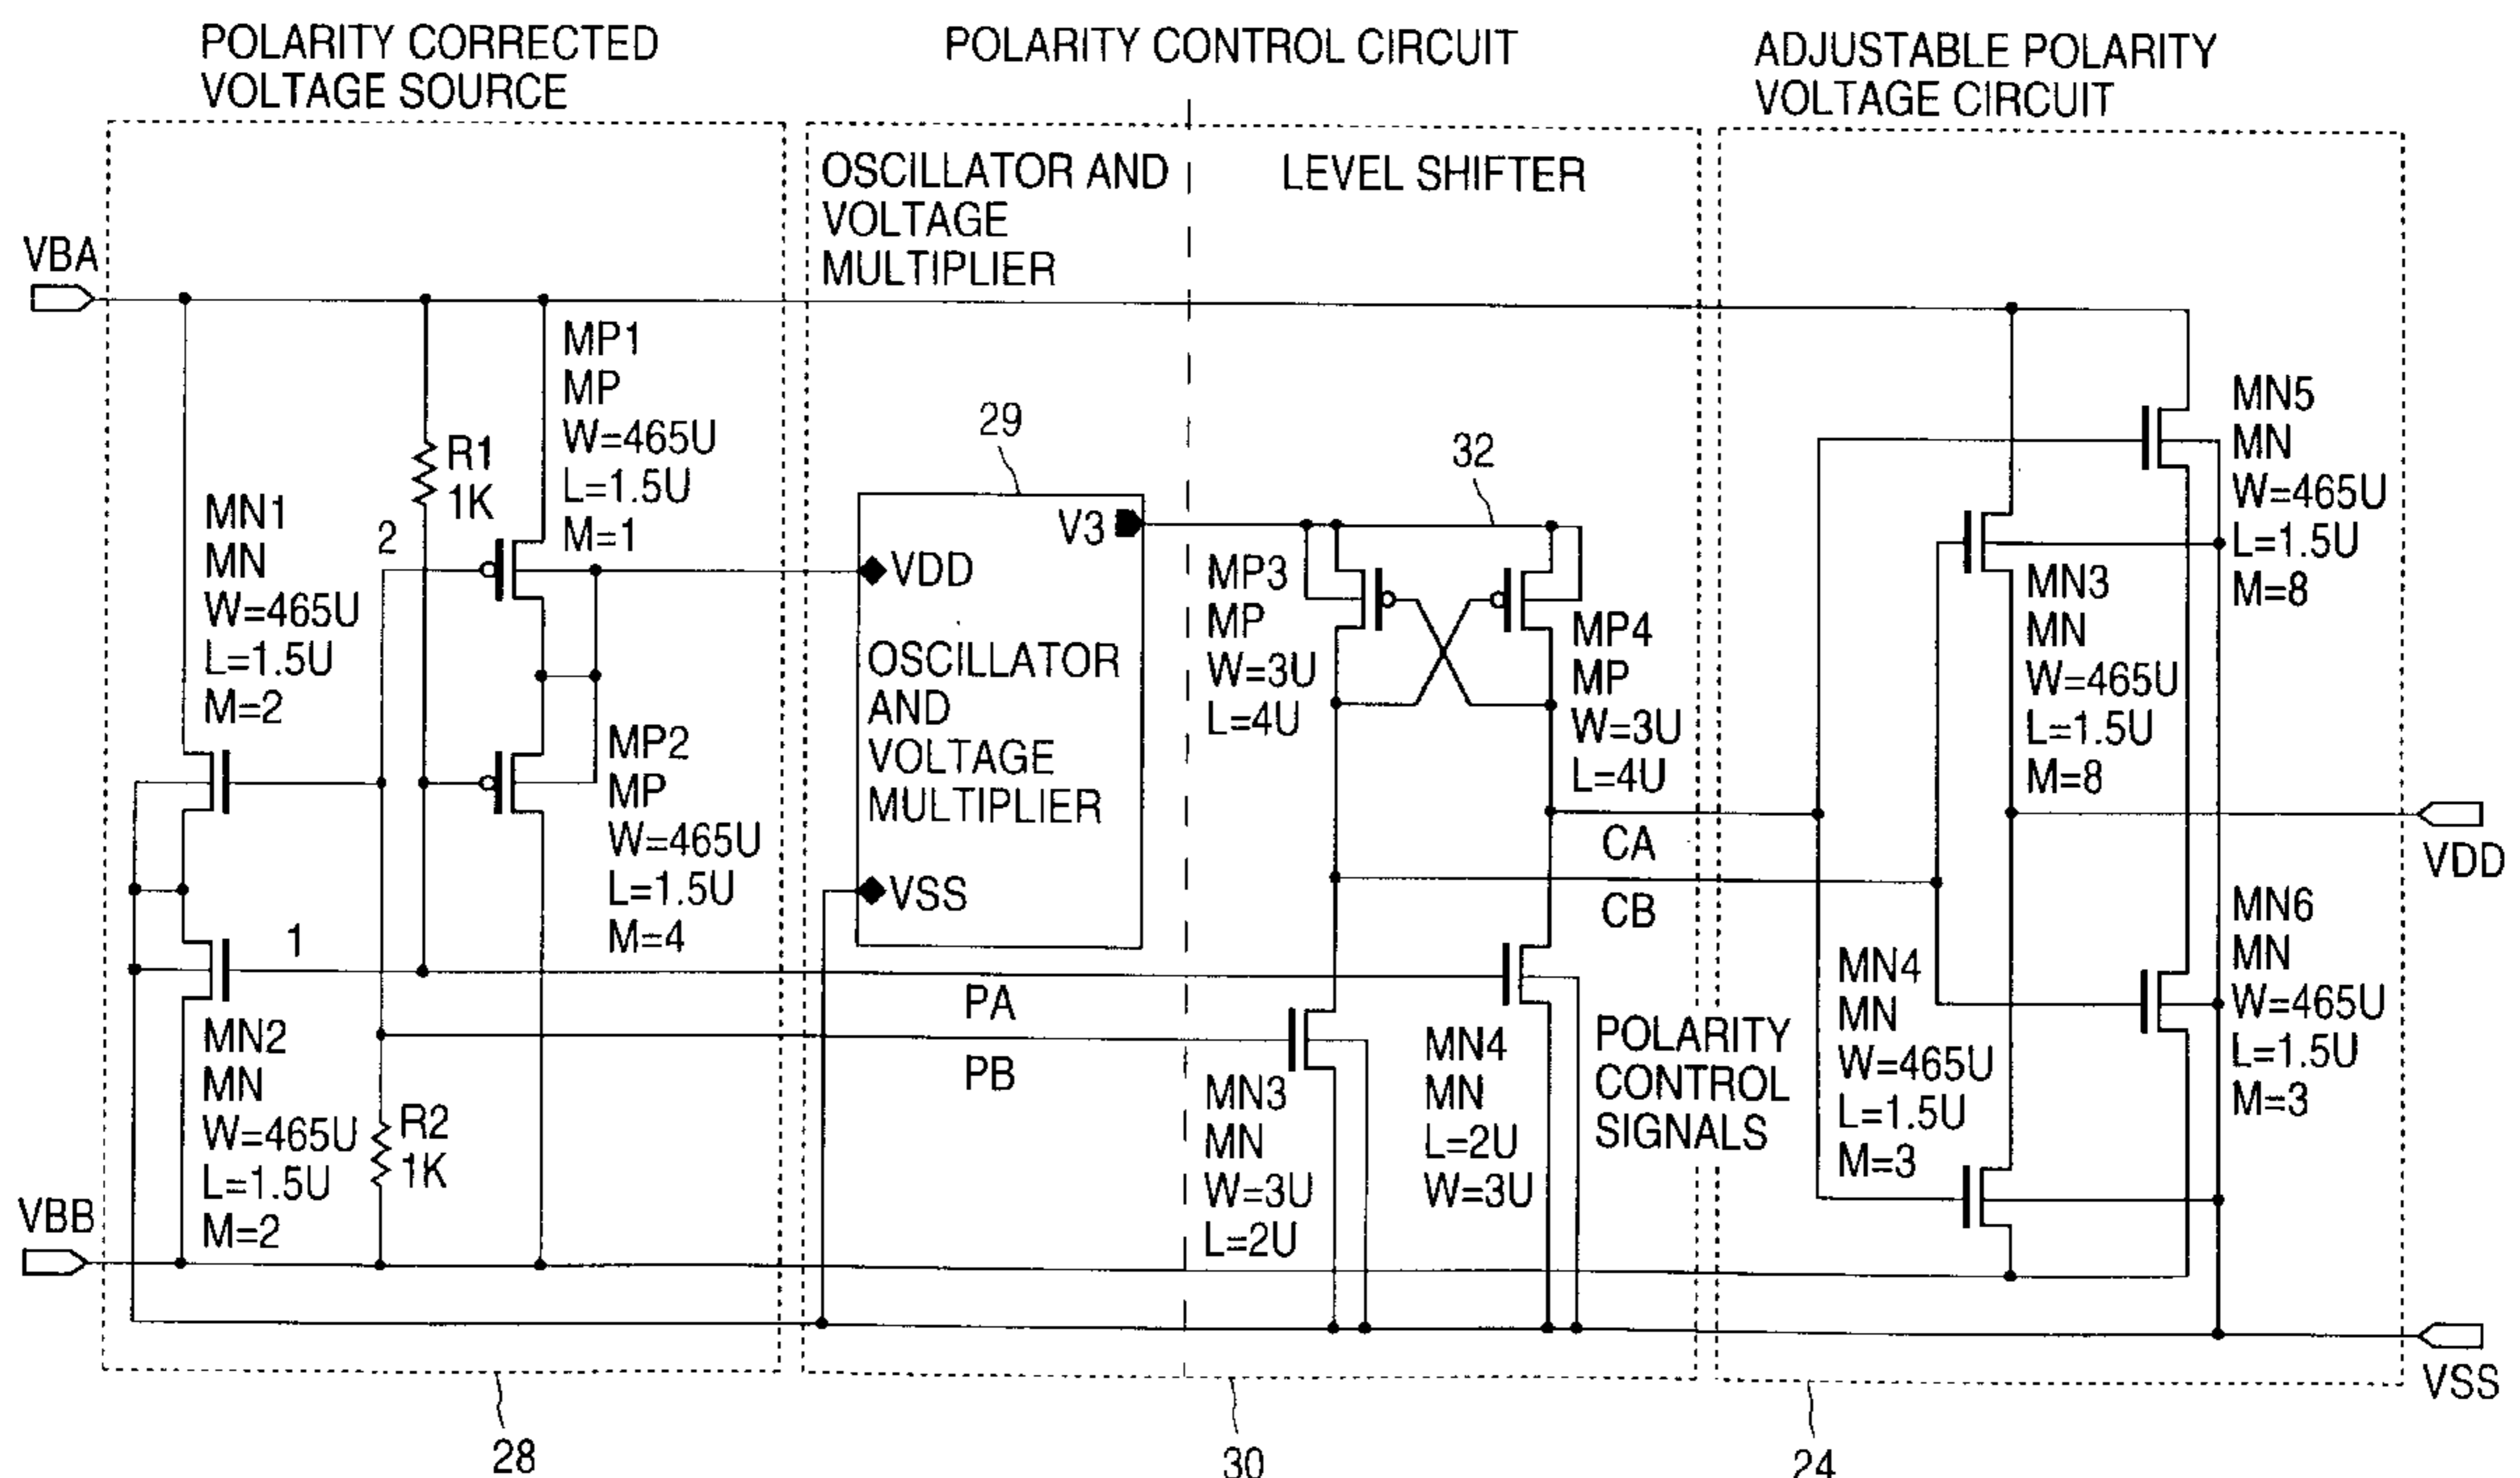 POLARITY CORRECTED
VOLTAGE SOURCE
POLARITY CONTROL CIRCUIT
ADJUSTABLE POLARITY
VOLTAGE CIRCUIT
OSCILLATOR AND
VOLTAGE
MULTIPLIER
LEVEL SHIFTER
VBA
MP1
MP
W=465U
L=1.5U
M=1
R1
1K
2
MN1
MN
W=465U
L=1.5U
M=2
MP2
MP
W=465U
L=1.5U
M=4
1
MN2
MN
W=465U
L=1.5U
M=2
R2
1K
VBB
28
29
V3
VDD
OSCILLATOR
AND
VOLTAGE
MULTIPLIER
VSS
PA
PB
32
MP3
MP
W=3U
L=4U
MP4
MP
W=3U
L=4U
CA
CB
MN3
MN
W=3U
L=2U
MN4
MN
L=2U
W=3U
POLARITY
CONTROL
SIGNALS
30
MN5
MN
W=465U
L=1.5U
M=8
MN3
MN
W=465U
L=1.5U
M=8
VDD
MN6
MN
W=465U
L=1.5U
M=3
MN4
MN
W=465U
L=1.5U
M=3
VSS
24